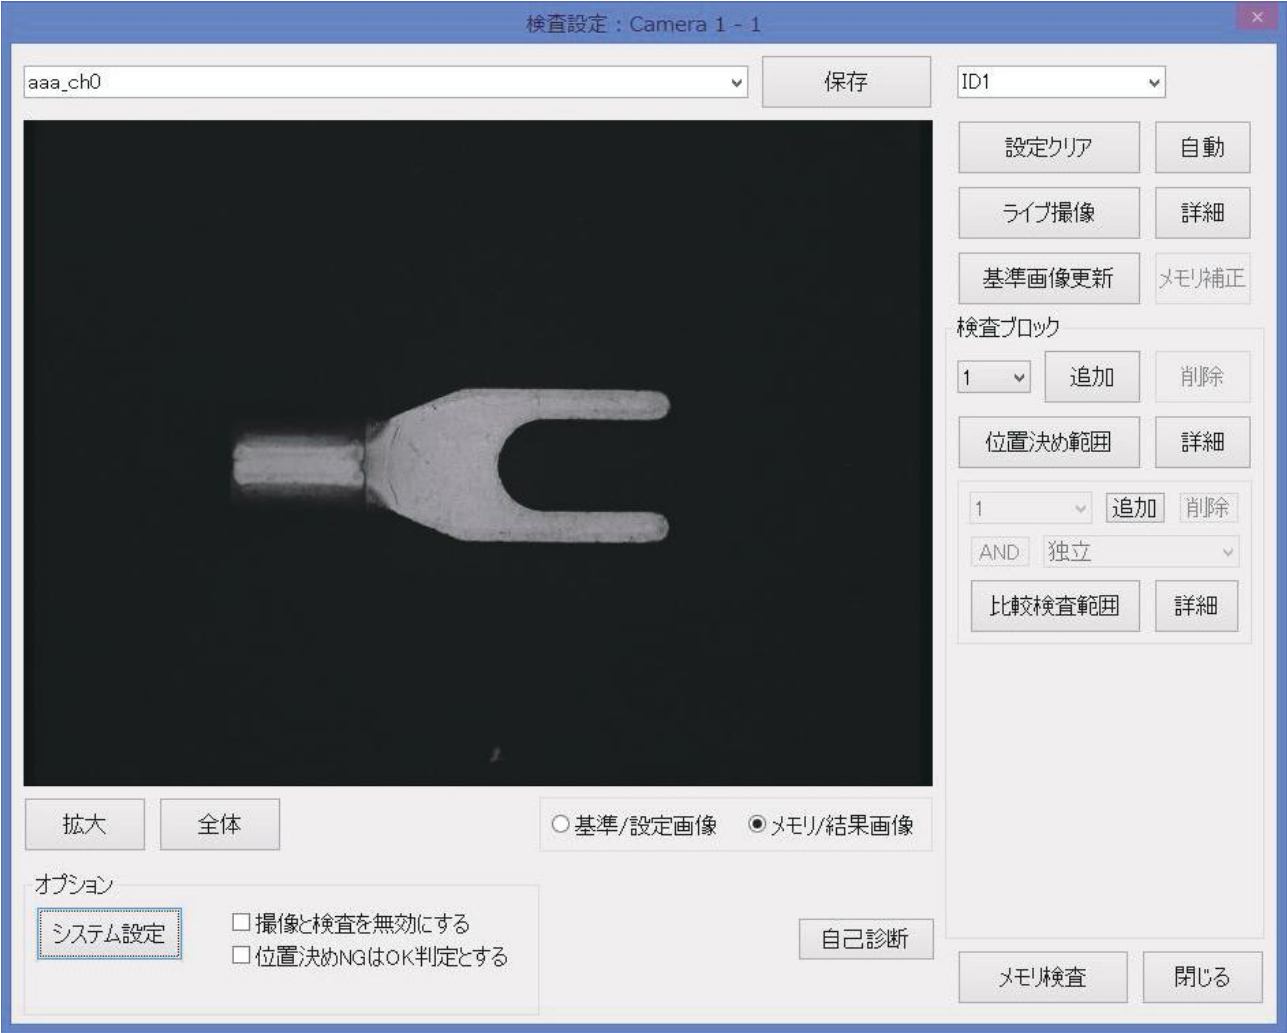 検査設定：Camera 1 - 1
aaa_ch0
保存
ID1
設定クリア
自動
ライブ撮像
詳細
基準画像更新
メモリ補正
検査ブロック
1
追加
削除
位置決め範囲
詳細
1
追加
削除
AND
独立
比較検査範囲
詳細
拡大
全体
基準/設定画像
メモリ/結果画像
オプション
システム設定
撮像と検査を無効にする
位置決めNGはOK判定とする
自己診断
メモリ検査
閉じる